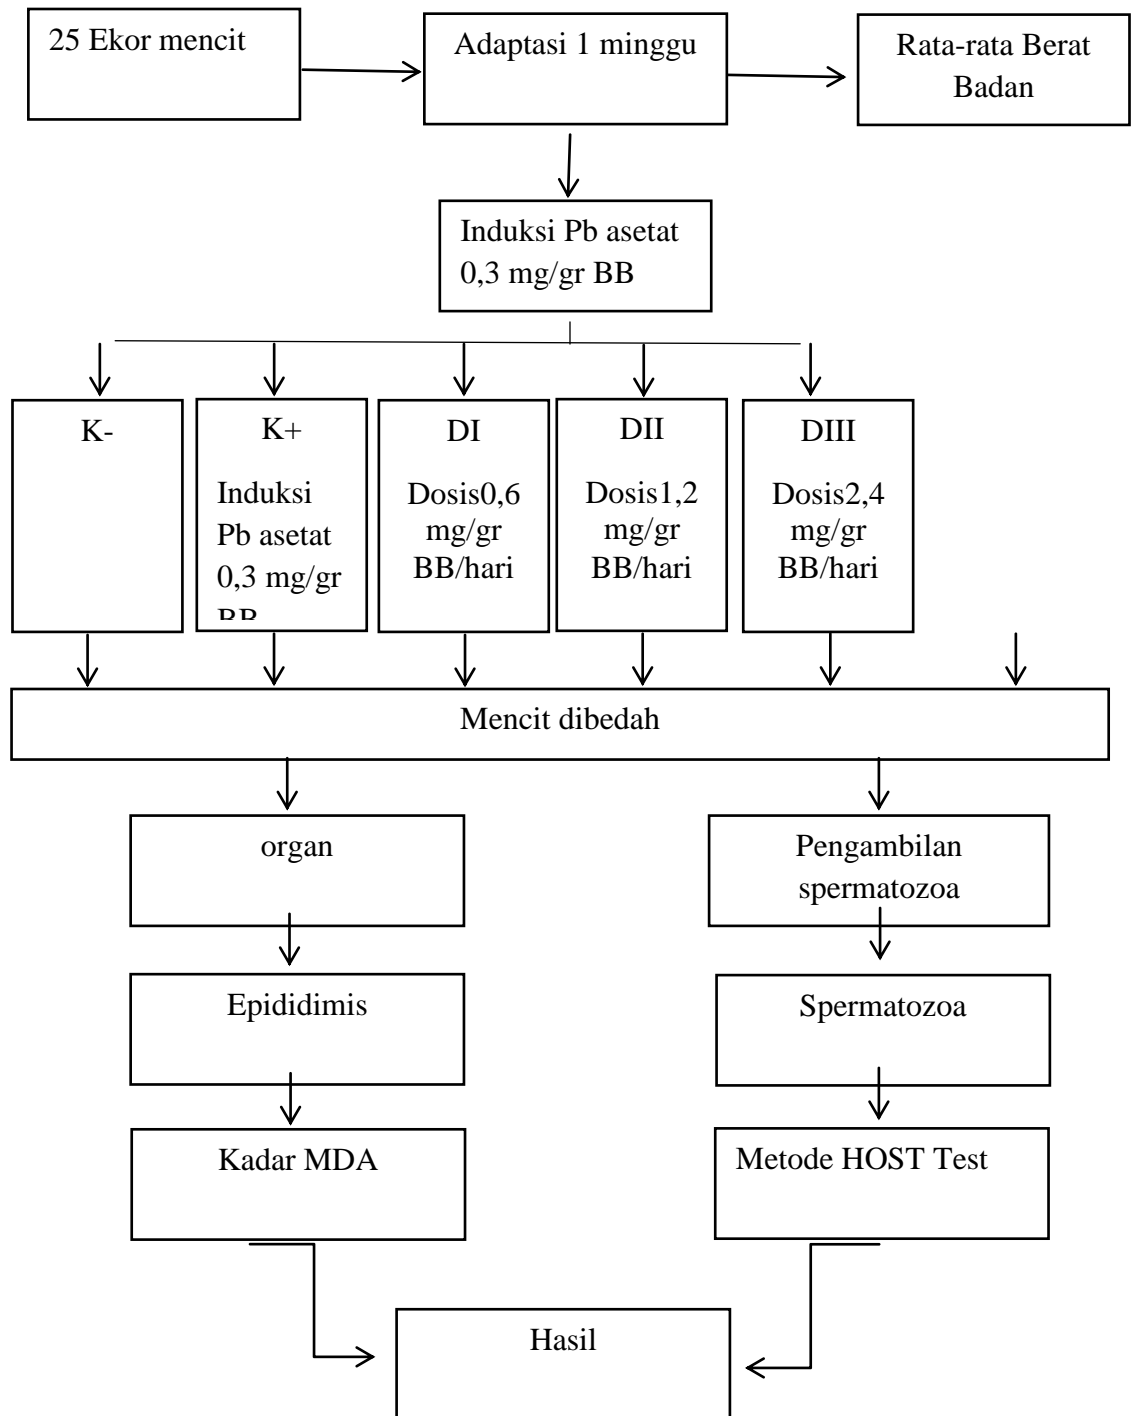 25 Ekor mencit
Adaptasi 1 minggu
Rata-rata Berat
Badan
Induksi Pb asetat
0,3 mg/gr BB
K-
K+
Induksi
Pb asetat
0,3 mg/gr
BB
DI
Dosis0,6
mg/gr
BB/hari
DII
Dosis1,2
mg/gr
BB/hari
DIII
Dosis2,4
mg/gr
BB/hari
Mencit dibedah
organ
Pengambilan
spermatozoa
Epididimis
Spermatozoa
Kadar MDA
Metode HOST Test
Hasil